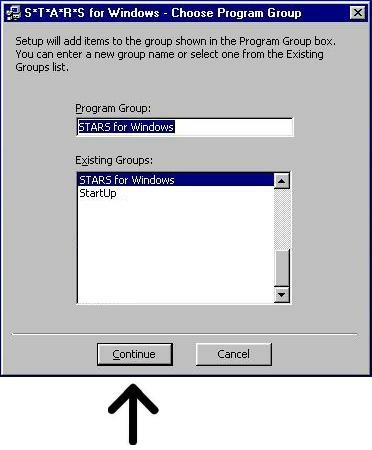 S*T*A*R*S for Windows - Choose Program Group
Setup will add items to the group shown in the Program Group box.
You can enter a new group name or select one from the Existing
Groups list.
Program Group:
STARS for Windows
Existing Groups:
STARS for Windows
StartUp
Continue
Cancel